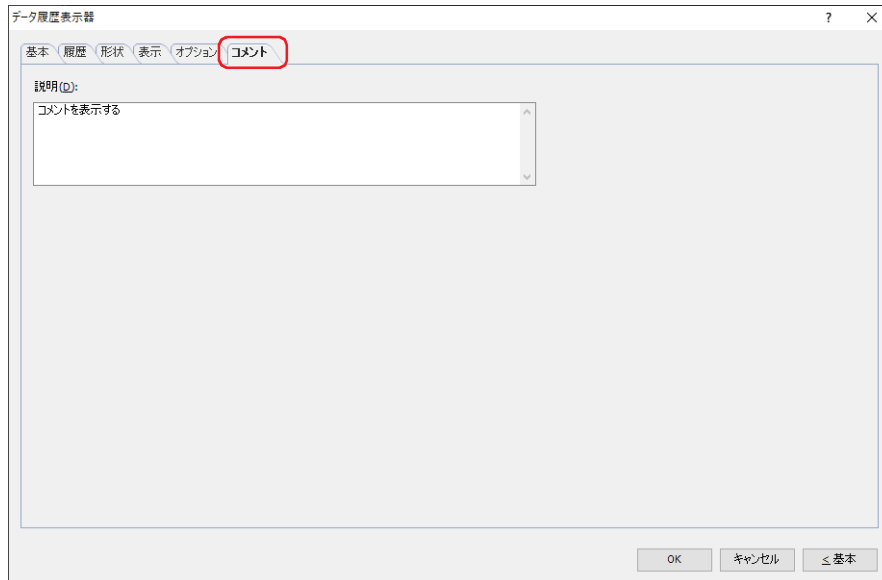 データ履歴表示器 ? ×
基本 履歴 形状 表示 オプション コメント
説明(D):
コメントを表示する
OK キャンセル ≤基本